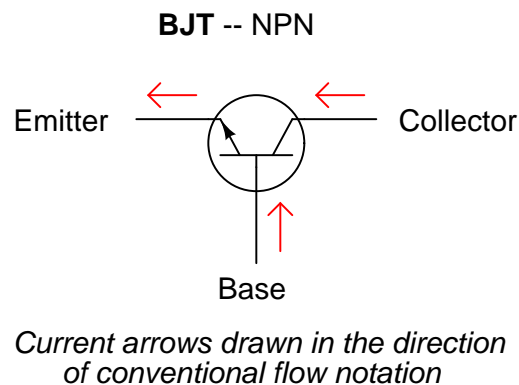 BJT -- NPN
Emitter
Collector
Base
Current arrows drawn in the direction
of conventional flow notation